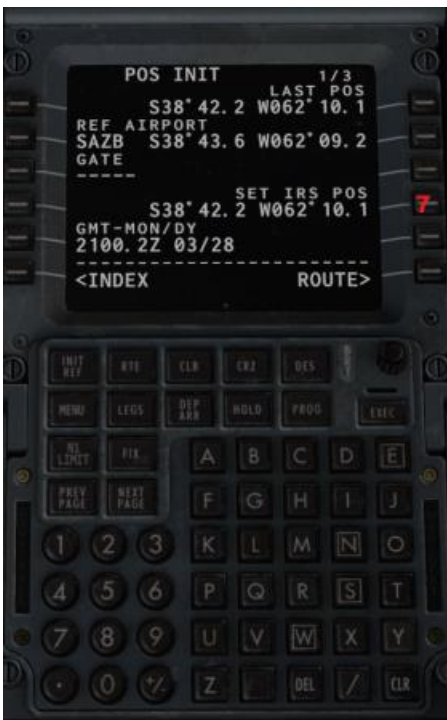 POS INIT 1/3
LAST POS
S38°42.2 W062°10.1
REF AIRPORT
SAZB S38°43.6 W062°09.2
GATE
-----
SET IRS POS
S38°42.2 W062°10.1
7
GMT-MON/DY
2100.2Z 03/28
<INDEX ROUTE>
INIT REF RTE CLB CRZ DES
MENU LEGS DEP ARR HOLD PROG EXEC
N1 LIMIT FIX
A B C D E
PREV PAGE NEXT PAGE
F G H I J
1 2 3 K L M N O
4 5 6 P Q R S T
7 8 9 U V W X Y
. 0 +/- Z DEL / CLR